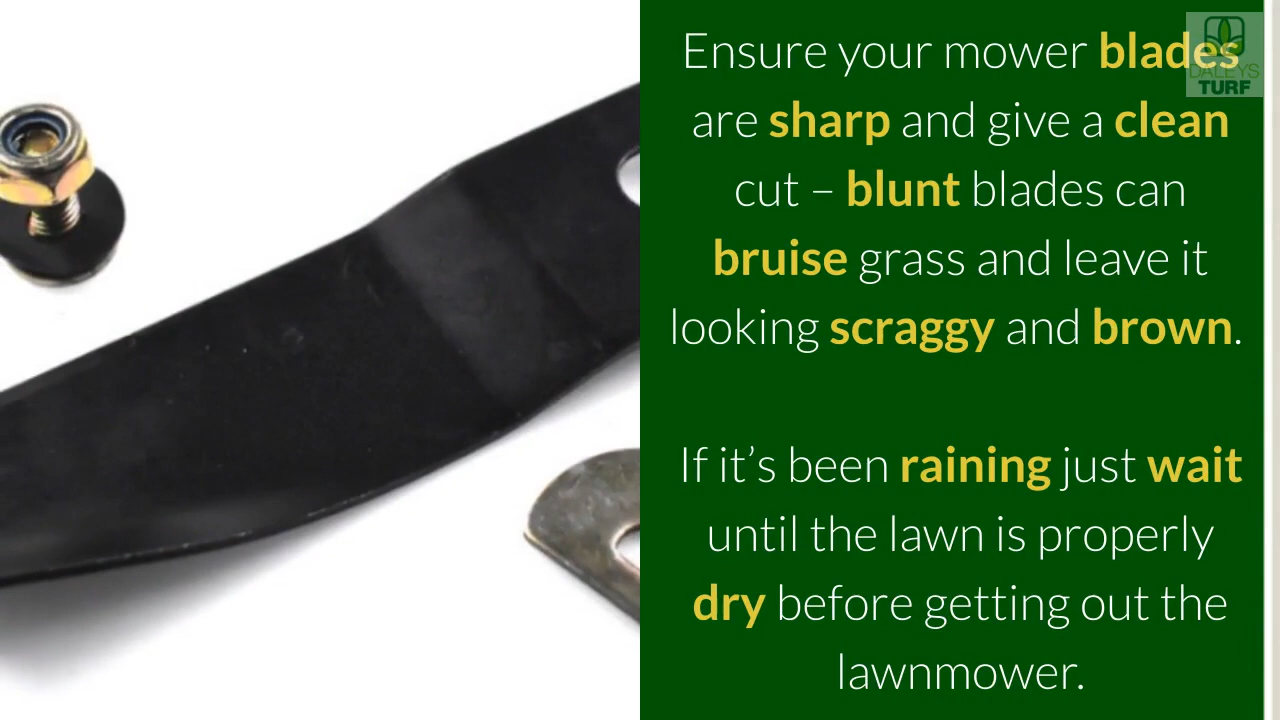 Ensure your mower blades
are sharp and give a clean
cut – blunt blades can
bruise grass and leave it
looking scraggy and brown.
If it’s been raining just wait
until the lawn is properly
dry before getting out the
lawnmower.
DALEYS
TURF